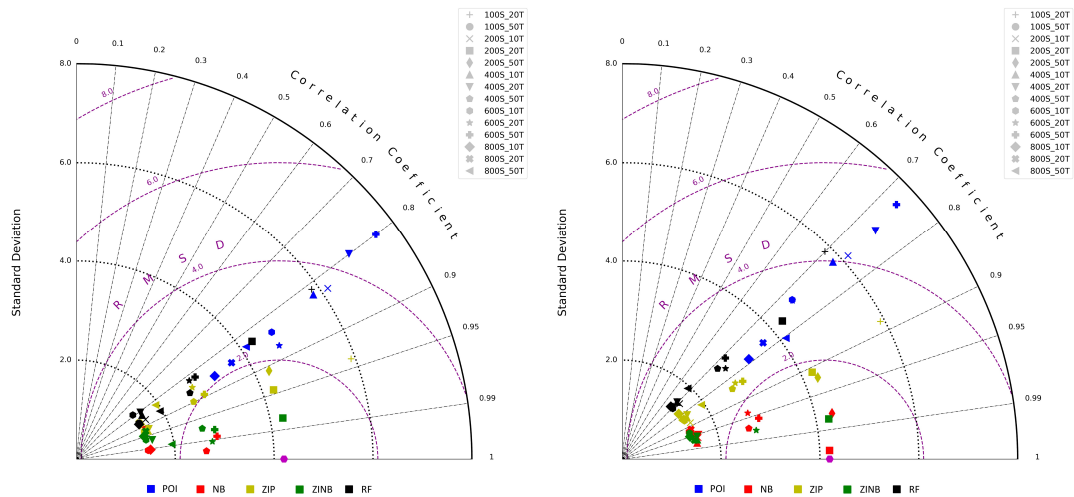 Standard Deviation
0
0.1
0.2
0.3
0.4
0.5
0.6
0.7
0.8
0.9
0.95
0.99
1
8.0
6.0
4.0
2.0
Correlation Coefficient
8.0
6.0
4.0
2.0
RMSD
100S_20T
100S_50T
200S_10T
200S_20T
200S_50T
400S_10T
400S_20T
400S_50T
600S_10T
600S_20T
600S_50T
800S_10T
800S_20T
800S_50T
POI NB ZIP ZINB RF
Standard Deviation
0
0.1
0.2
0.3
0.4
0.5
0.6
0.7
0.8
0.9
0.95
0.99
1
8.0
6.0
4.0
2.0
Correlation Coefficient
8.0
6.0
4.0
2.0
RMSD
100S_20T
100S_50T
200S_10T
200S_20T
200S_50T
400S_10T
400S_20T
400S_50T
600S_10T
600S_20T
600S_50T
800S_10T
800S_20T
800S_50T
POI NB ZIP ZINB RF